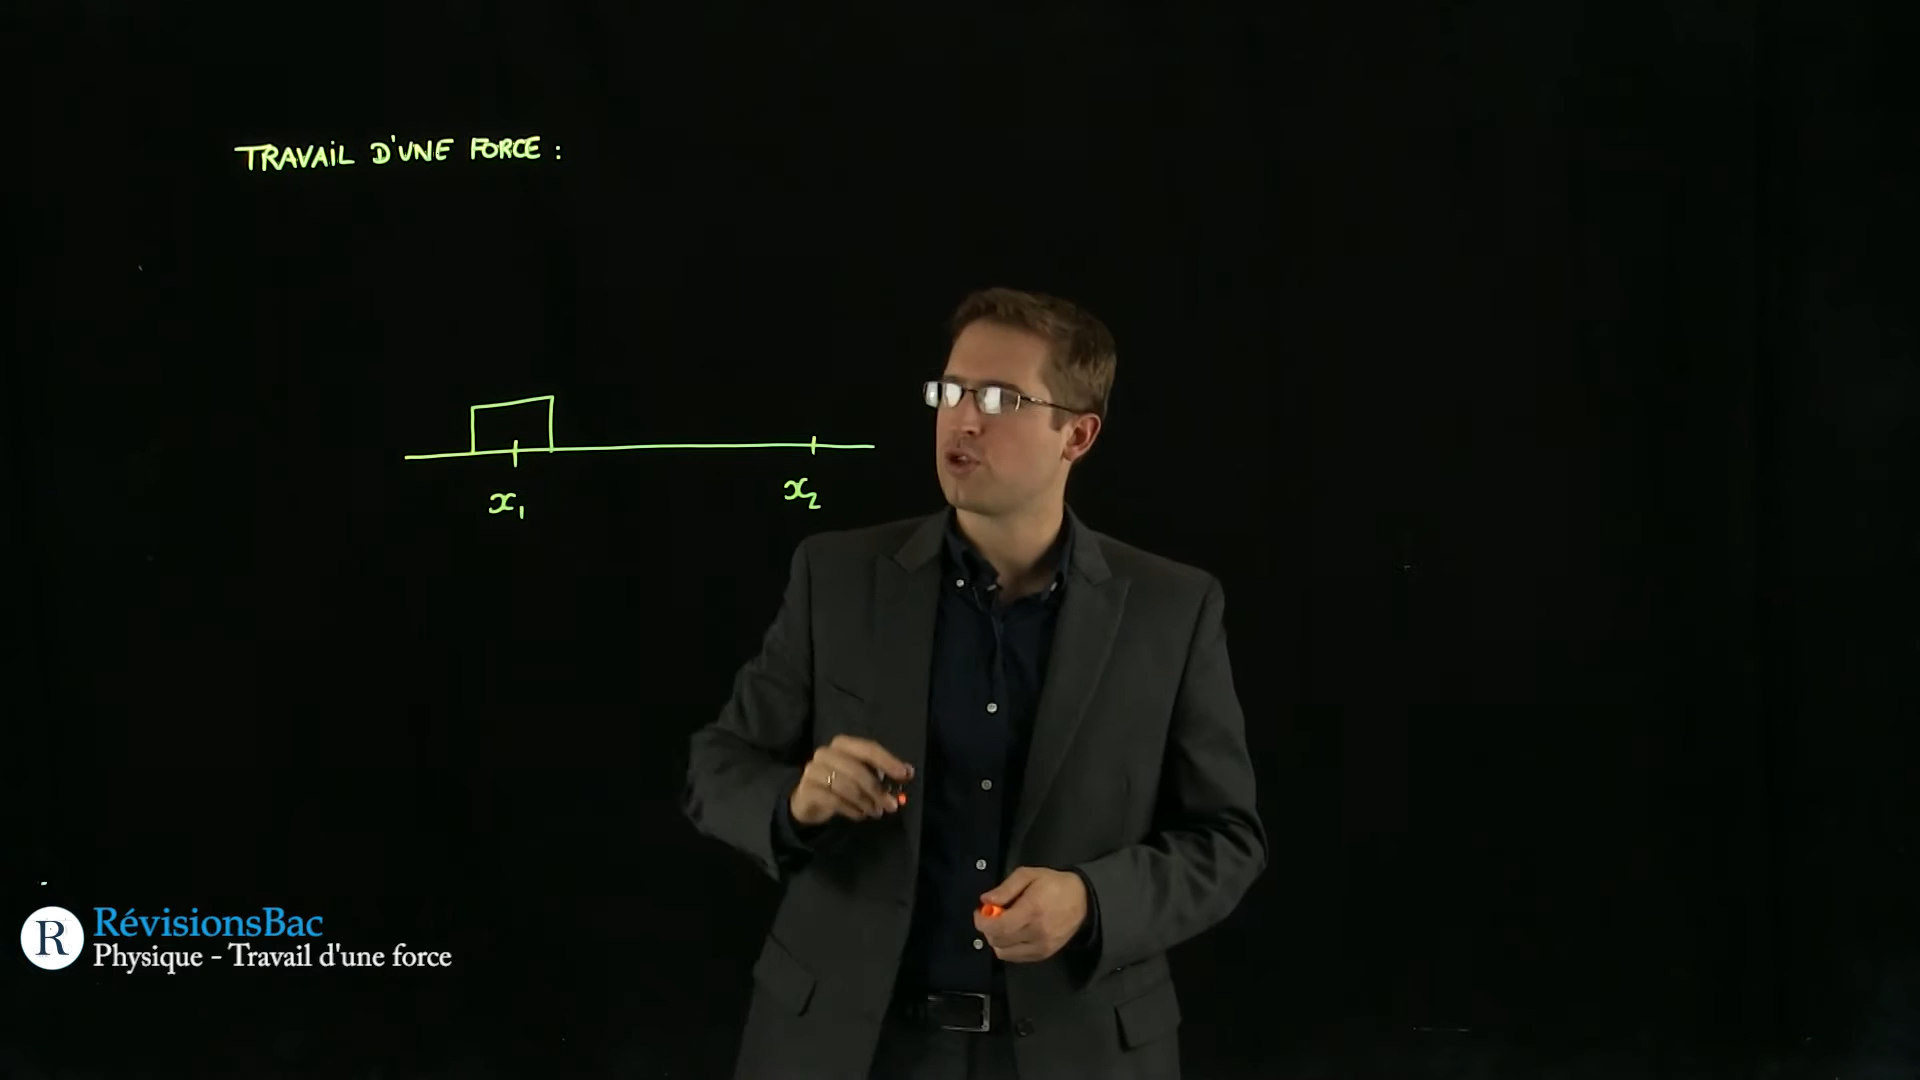 TRAVAIL D'UNE FORCE :
x₁
x₂
R RévisionsBac
Physique - Travail d'une force